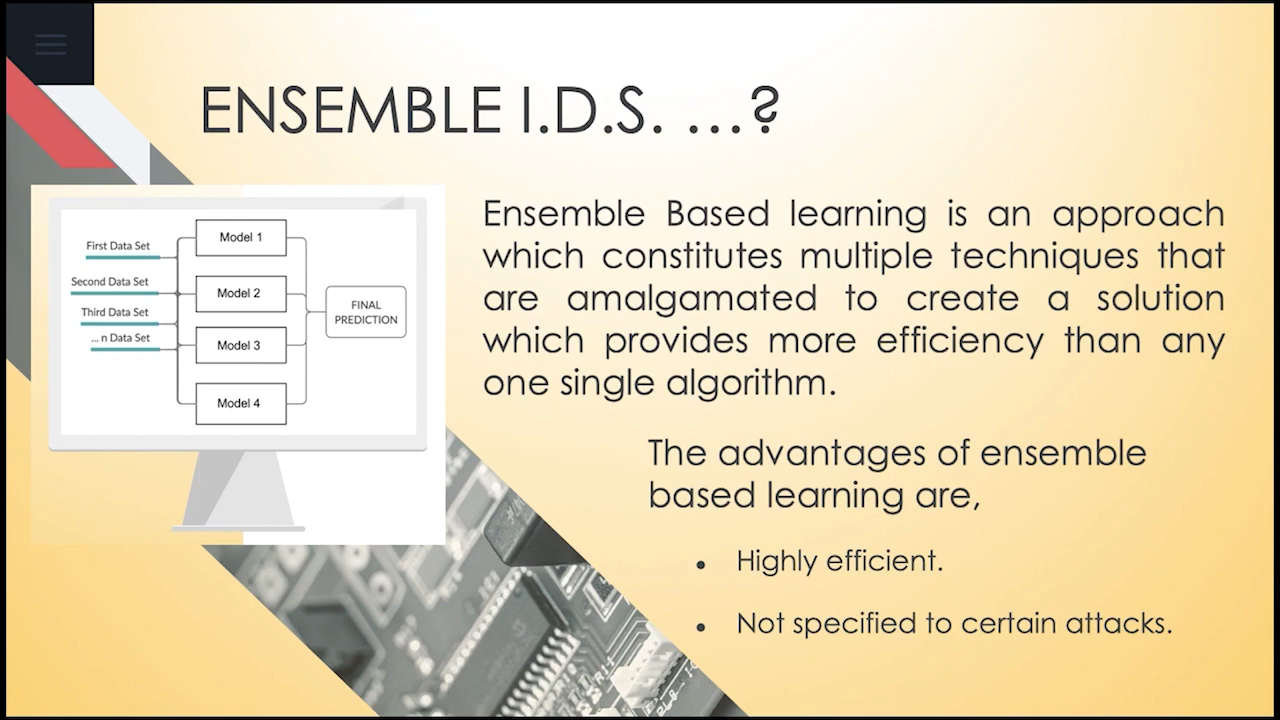 ENSEMBLE I.D.S. ...?
First Data Set
Second Data Set
Third Data Set
... n Data Set
Model 1
Model 2
Model 3
Model 4
FINAL
PREDICTION
Ensemble Based learning is an approach
which constitutes multiple techniques that
are amalgamated to create a solution
which provides more efficiency than any
one single algorithm.
The advantages of ensemble
based learning are,
• Highly efficient.
• Not specified to certain attacks.